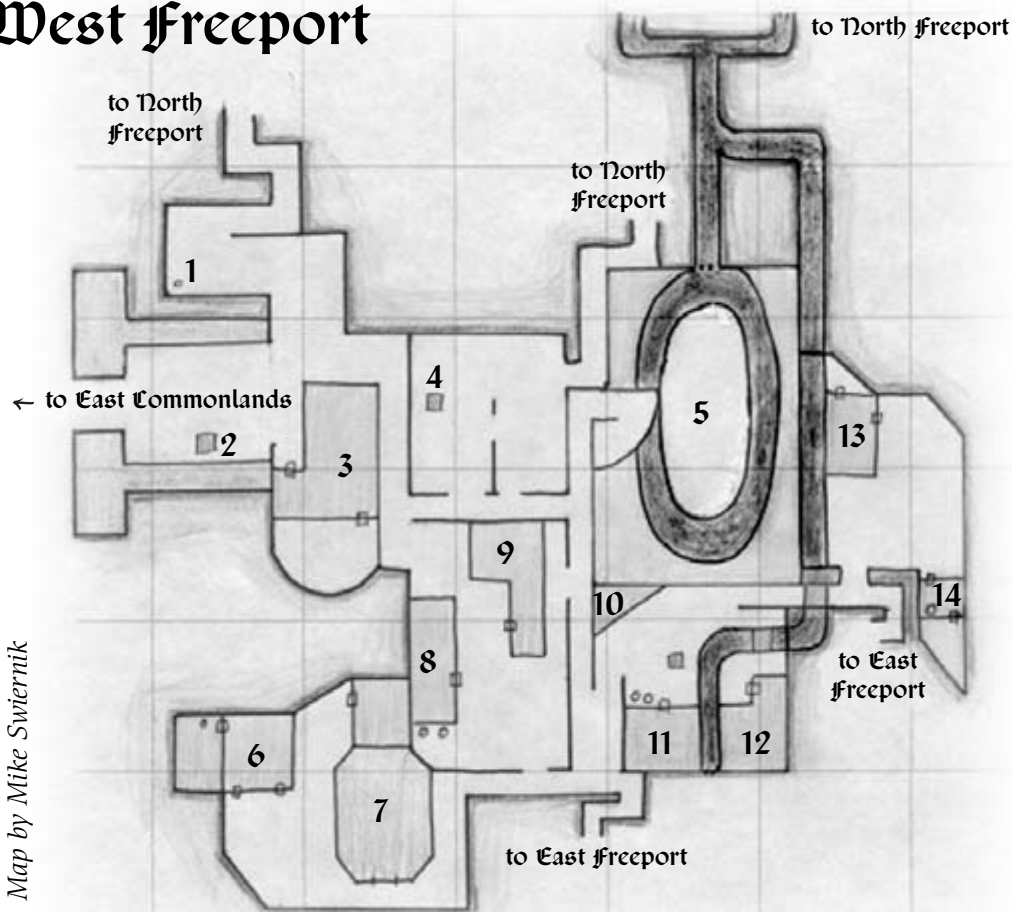 West Freeport
to North Freeport
to North
Freeport
to North
Freeport
1
← to East Commonlands
4
2
3
5
13
9
10
14
8
to East
Freeport
6
11
12
7
to East Freeport
Map by Mike Swiernik